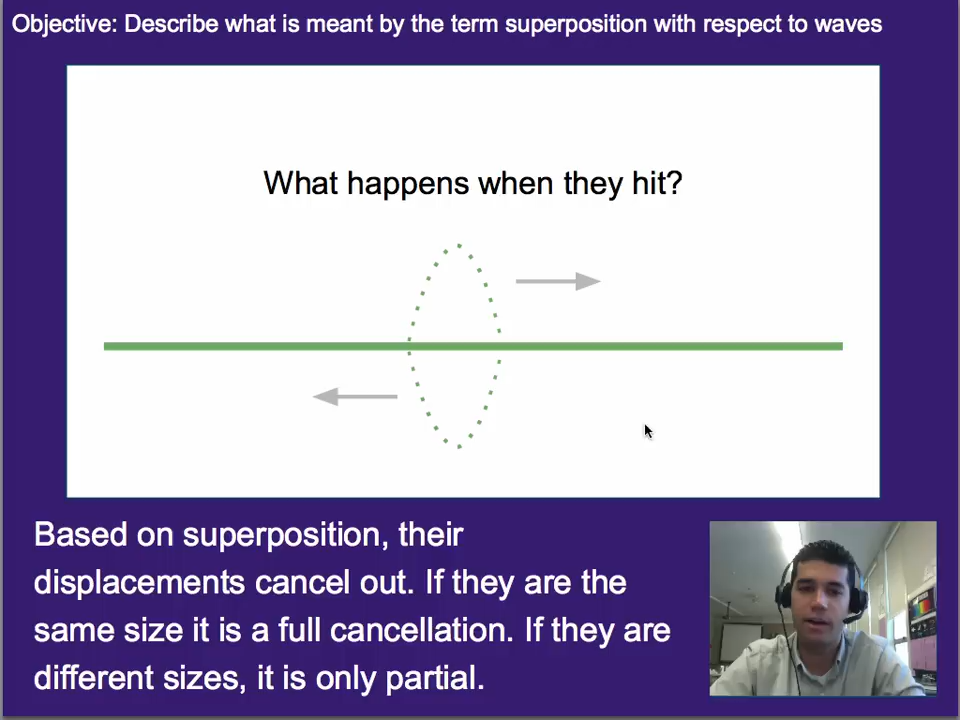 Objective: Describe what is meant by the term superposition with respect to waves
What happens when they hit?
Based on superposition, their
displacements cancel out. If they are the
same size it is a full cancellation. If they are
different sizes, it is only partial.